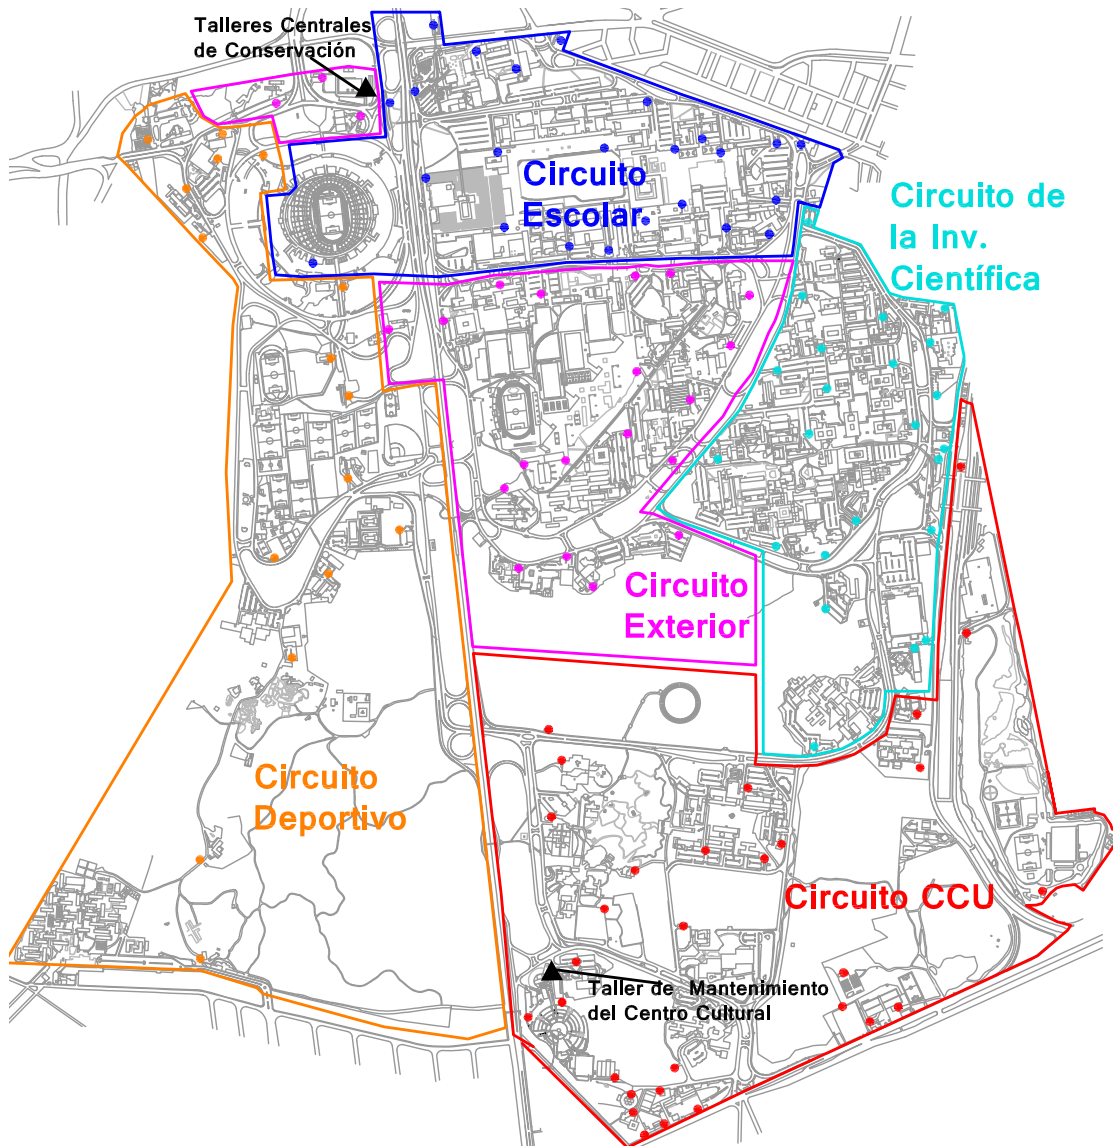 Talleres Centrales
de Conservación
Circuito
Escolar
Circuito de
la Inv.
Científica
Circuito
Exterior
Circuito
Deportivo
Circuito CCU
Taller de Mantenimiento
del Centro Cultural